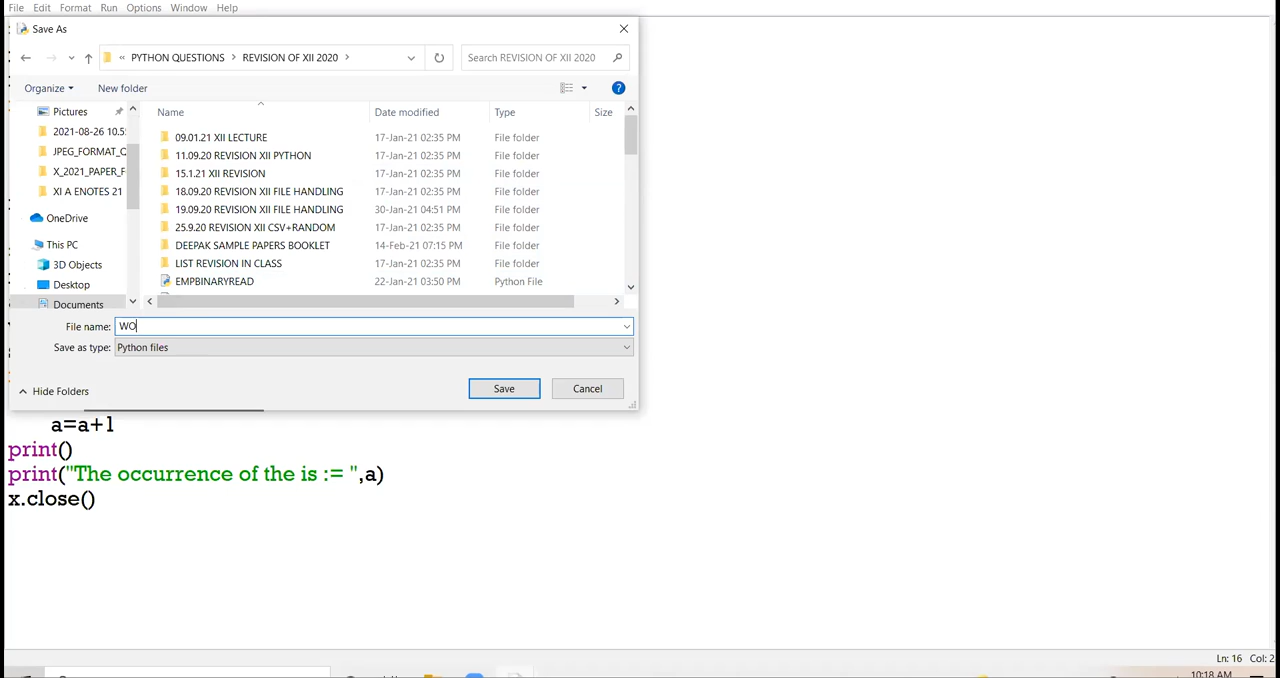 File Edit Format Run Options Window Help
Save As
« PYTHON QUESTIONS > REVISION OF XII 2020 >
Search REVISION OF XII 2020
Organize
New folder
Name Date modified Type Size
Pictures
2021-08-26 10.5
JPEG_FORMAT_Q
X_2021_PAPER_F
XI A ENOTES 21
OneDrive
This PC
3D Objects
Desktop
Documents
09.01.21 XII LECTURE 17-Jan-21 02:35 PM File folder
11.09.20 REVISION XII PYTHON 17-Jan-21 02:35 PM File folder
15.1.21 XII REVISION 17-Jan-21 02:35 PM File folder
18.09.20 REVISION XII FILE HANDLING 17-Jan-21 02:35 PM File folder
19.09.20 REVISION XII FILE HANDLING 30-Jan-21 04:51 PM File folder
25.9.20 REVISION XII CSV+RANDOM 17-Jan-21 02:35 PM File folder
DEEPAK SAMPLE PAPERS BOOKLET 14-Feb-21 07:15 PM File folder
LIST REVISION IN CLASS 17-Jan-21 02:35 PM File folder
EMPBINARYREAD 22-Jan-21 03:50 PM Python File
File name: WO
Save as type: Python files
Hide Folders
Save
Cancel
a=a+1
print()
print("The occurrence of the is := ",a)
x.close()
Ln: 16 Col: 2
10:18 AM